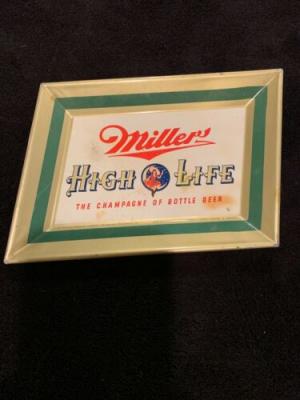 Miller
HIGH LIFE
THE CHAMPAGNE OF BOTTLE BEER